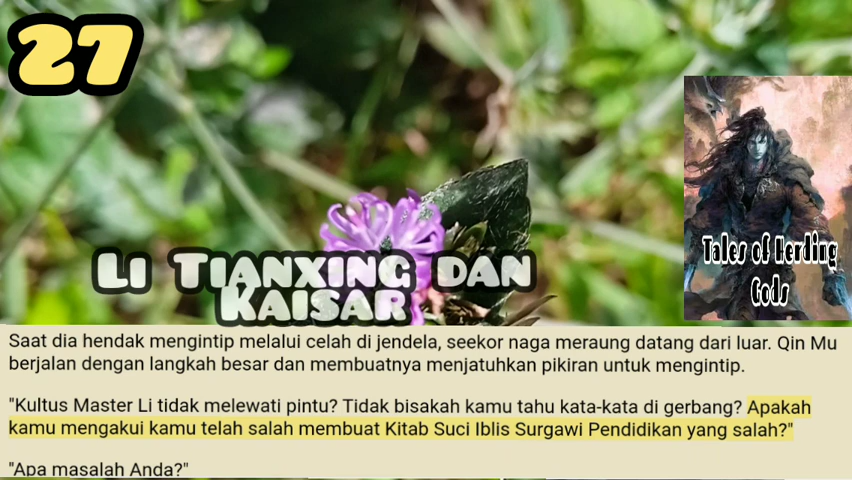 27
Tales of Herding
Gods
Li Tianxing dan
Kaisar
Saat dia hendak mengintip melalui celah di jendela, seekor naga meraung datang dari luar. Qin Mu
berjalan dengan langkah besar dan membuatnya menjatuhkan pikiran untuk mengintip.
"Kultus Master Li tidak melewati pintu? Tidak bisakah kamu tahu kata-kata di gerbang? Apakah
kamu mengakui kamu telah salah membuat Kitab Suci Iblis Surgawi Pendidikan yang salah?"
"Apa masalah Anda?"